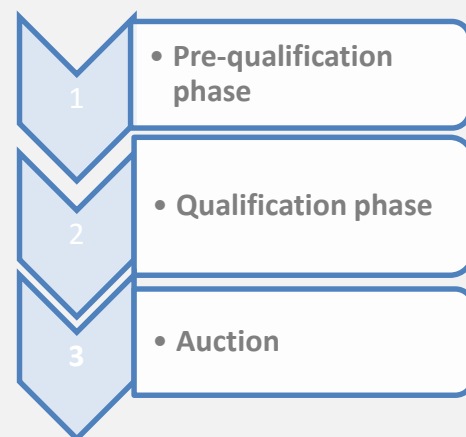 1
• Pre-qualification
phase
2
• Qualification phase
3
• Auction